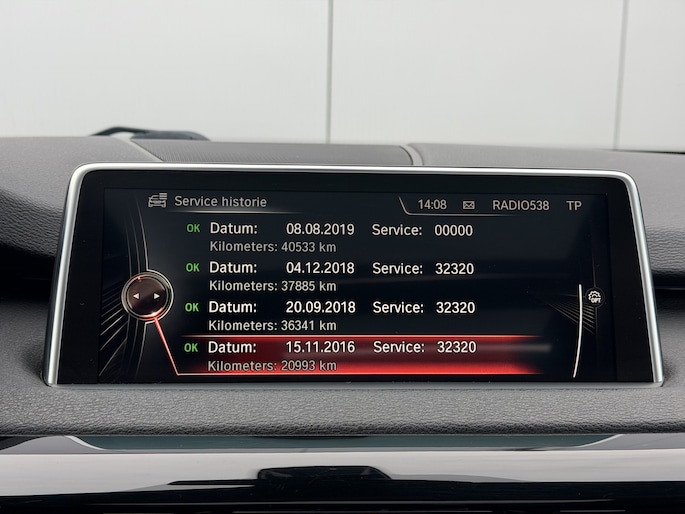 Service historie 14:08 RADIO538 TP
OK Datum: 08.08.2019 Service: 00000
Kilometers: 40533 km
OK Datum: 04.12.2018 Service: 32320
Kilometers: 37885 km
OK Datum: 20.09.2018 Service: 32320
Kilometers: 36341 km
OPT
OK Datum: 15.11.2016 Service: 32320
Kilometers: 20993 km